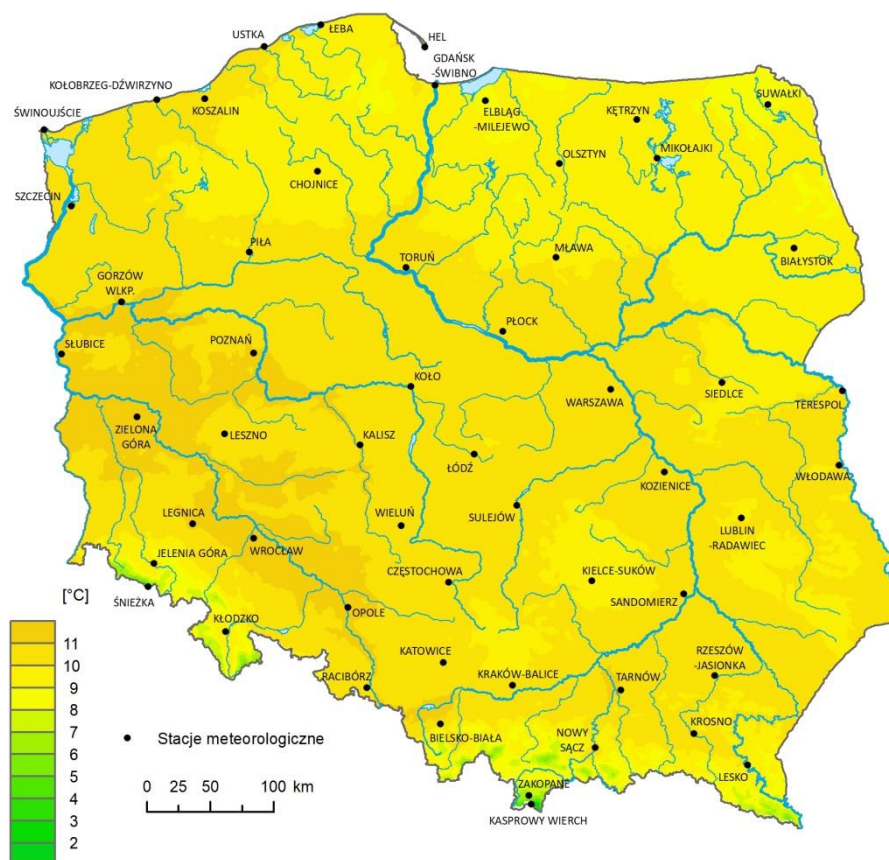 ŁEBA
USTKA
HEL
GDAŃSK
-ŚWIBNO
KOŁOBRZEG-DŹWIRZYNO
KOSZALIN
ŚWINOUJŚCIE
ELBLĄG
-MILEJEWO
KĘTRZYN
SUWAŁKI
MIKOŁAJKI
OLSZTYN
CHOJNICE
SZCZECIN
PIŁA
TORUŃ
MŁAWA
BIAŁYSTOK
GORZÓW
WLKP.
PŁOCK
SŁUBICE
POZNAŃ
KOŁO
WARSZAWA
SIEDLCE
TERESPOL
ZIELONA
GÓRA
LESZNO
KALISZ
ŁÓDŹ
KOZIENICE
WŁODAWA
LEGNICA
WROCŁAW
WIELUŃ
SULEJÓW
LUBLIN
-RADAWIEC
JELENIA GÓRA
ŚNIEŻKA
CZĘSTOCHOWA
KIELCE-SUKÓW
SANDOMIERZ
KŁODZKO
OPOLE
KATOWICE
RACIBÓRZ
KRAKÓW-BALICE
TARNÓW
RZESZÓW
-JASIONKA
BIELSKO-BIAŁA
NOWY
SĄCZ
KROSNO
LESKO
ZAKOPANE
KASPROWY WIERCH
[°C]
11
10
9
8
7
6
5
4
3
2
Stacje meteorologiczne
0 25 50 100 km